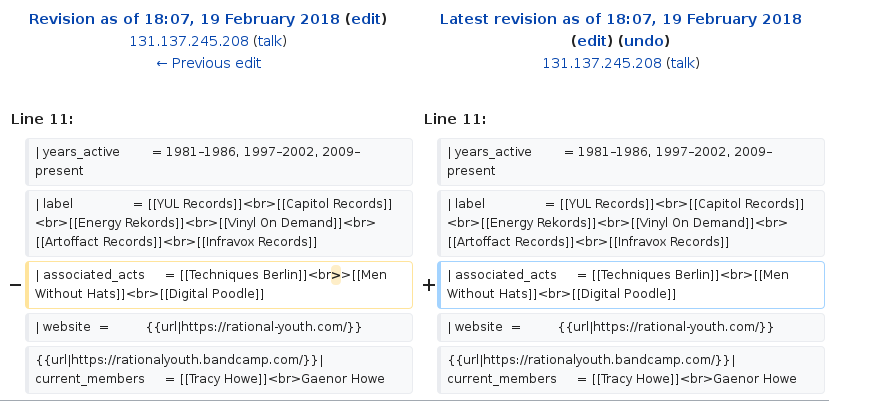 Revision as of 18:07, 19 February 2018 (edit)
131.137.245.208 (talk)
← Previous edit
Latest revision as of 18:07, 19 February 2018
(edit) (undo)
131.137.245.208 (talk)
Line 11:
Line 11:
| years_active = 1981–1986, 1997–2002, 2009–
present
| years_active = 1981–1986, 1997–2002, 2009–
present
| label = [[YUL Records]]<br>[[Capitol Records]]
<br>[[Energy Rekords]]<br>[[Vinyl On Demand]]<br>
[[Artoffact Records]]<br>[[Infravox Records]]
| label = [[YUL Records]]<br>[[Capitol Records]]
<br>[[Energy Rekords]]<br>[[Vinyl On Demand]]<br>
[[Artoffact Records]]<br>[[Infravox Records]]
− | associated_acts = [[Techniques Berlin]]<br>>[[Men
Without Hats]]<br>[[Digital Poodle]]
+ | associated_acts = [[Techniques Berlin]]<br>[[Men
Without Hats]]<br>[[Digital Poodle]]
| website = {{url|https://rational-youth.com/}}
| website = {{url|https://rational-youth.com/}}
{{url|https://rationalyouth.bandcamp.com/}}|
current_members = [[Tracy Howe]]<br>Gaenor Howe
{{url|https://rationalyouth.bandcamp.com/}}|
current_members = [[Tracy Howe]]<br>Gaenor Howe